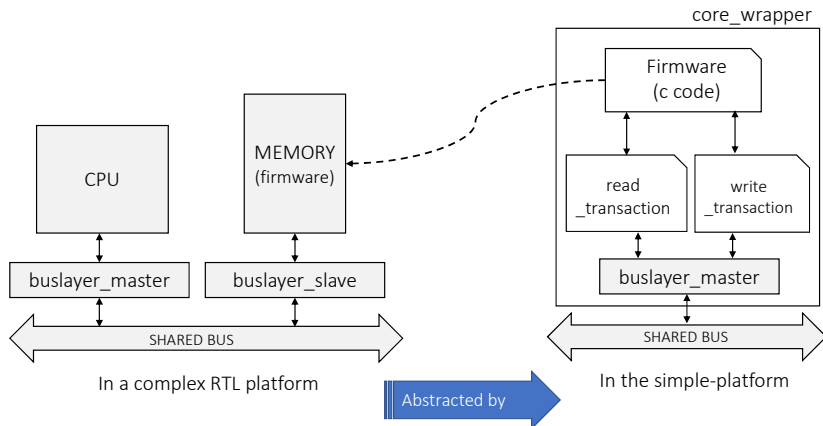 core_wrapper
Firmware
(c code)
MEMORY
(firmware)
CPU
read
_transaction
write
_transaction
buslayer_master
buslayer_slave
buslayer_master
SHARED BUS
SHARED BUS
In a complex RTL platform
In the simple-platform
Abstracted by